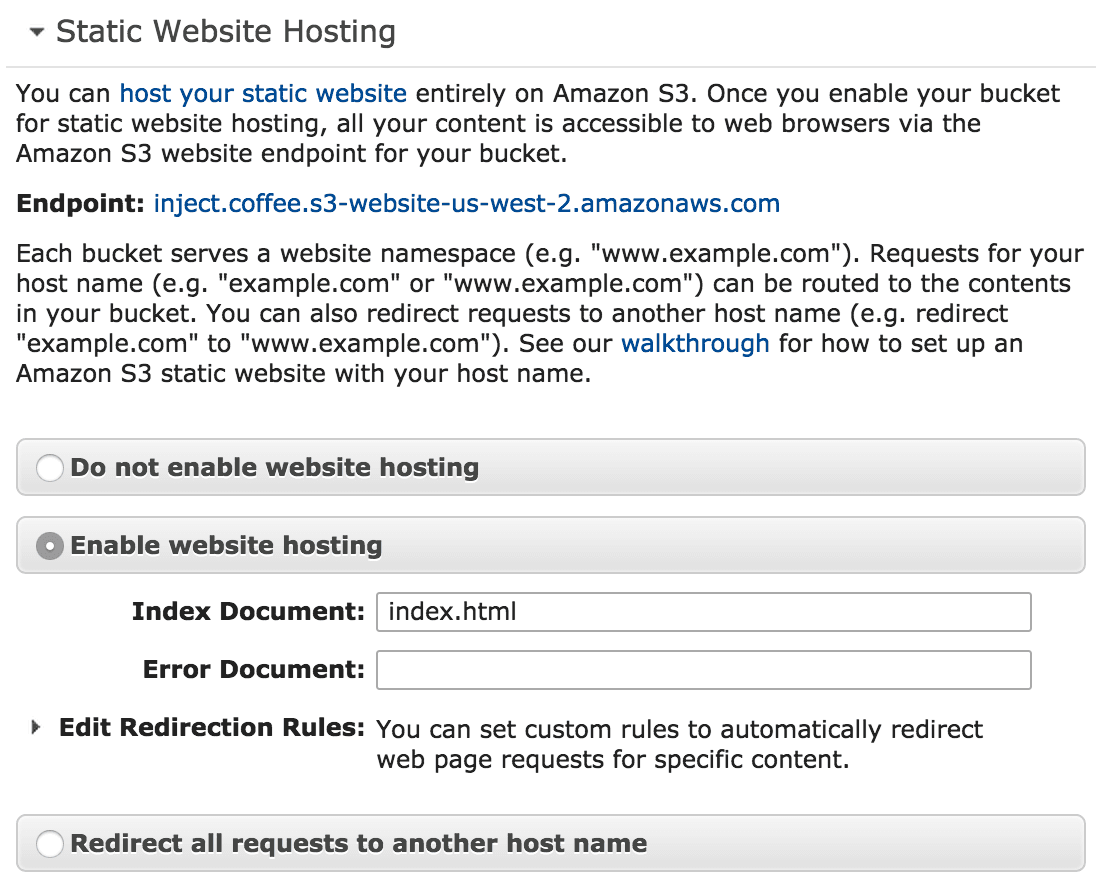 Static Website Hosting
You can host your static website entirely on Amazon S3. Once you enable your bucket
for static website hosting, all your content is accessible to web browsers via the
Amazon S3 website endpoint for your bucket.
Endpoint: inject.coffee.s3-website-us-west-2.amazonaws.com
Each bucket serves a website namespace (e.g. "www.example.com"). Requests for your
host name (e.g. "example.com" or "www.example.com") can be routed to the contents
in your bucket. You can also redirect requests to another host name (e.g. redirect
"example.com" to "www.example.com"). See our walkthrough for how to set up an
Amazon S3 static website with your host name.
Do not enable website hosting
Enable website hosting
Index Document: index.html
Error Document:
Edit Redirection Rules: You can set custom rules to automatically redirect
web page requests for specific content.
Redirect all requests to another host name